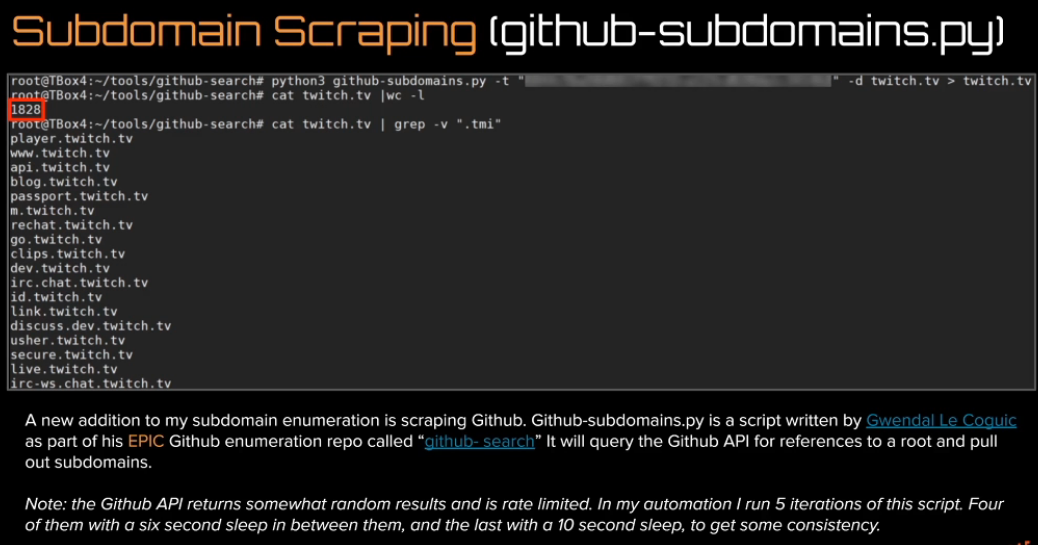 Subdomain Scraping (github-subdomains.py)
root@TBox4:~/tools/github-search# python3 github-subdomains.py -t " " -d twitch.tv > twitch.tv
root@TBox4:~/tools/github-search# cat twitch.tv |wc -l
1828
root@TBox4:~/tools/github-search# cat twitch.tv | grep -v ".tmi"
player.twitch.tv
www.twitch.tv
api.twitch.tv
blog.twitch.tv
passport.twitch.tv
m.twitch.tv
rechat.twitch.tv
go.twitch.tv
clips.twitch.tv
dev.twitch.tv
irc.chat.twitch.tv
id.twitch.tv
link.twitch.tv
discuss.dev.twitch.tv
usher.twitch.tv
secure.twitch.tv
live.twitch.tv
irc-ws.chat.twitch.tv
A new addition to my subdomain enumeration is scraping Github. Github-subdomains.py is a script written by Gwendal Le Coguic
as part of his EPIC Github enumeration repo called “github- search” It will query the Github API for references to a root and pull
out subdomains.
Note: the Github API returns somewhat random results and is rate limited. In my automation I run 5 iterations of this script. Four
of them with a six second sleep in between them, and the last with a 10 second sleep, to get some consistency.